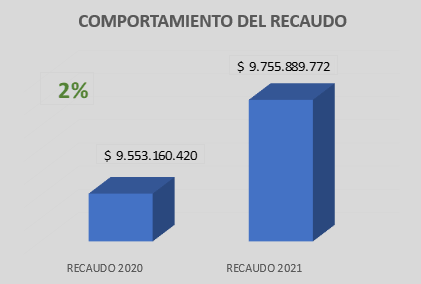 COMPORTAMIENTO DEL RECAUDO
$ 9.755.889.772
2%
$ 9.553.160.420
RECAUDO 2020
RECAUDO 2021